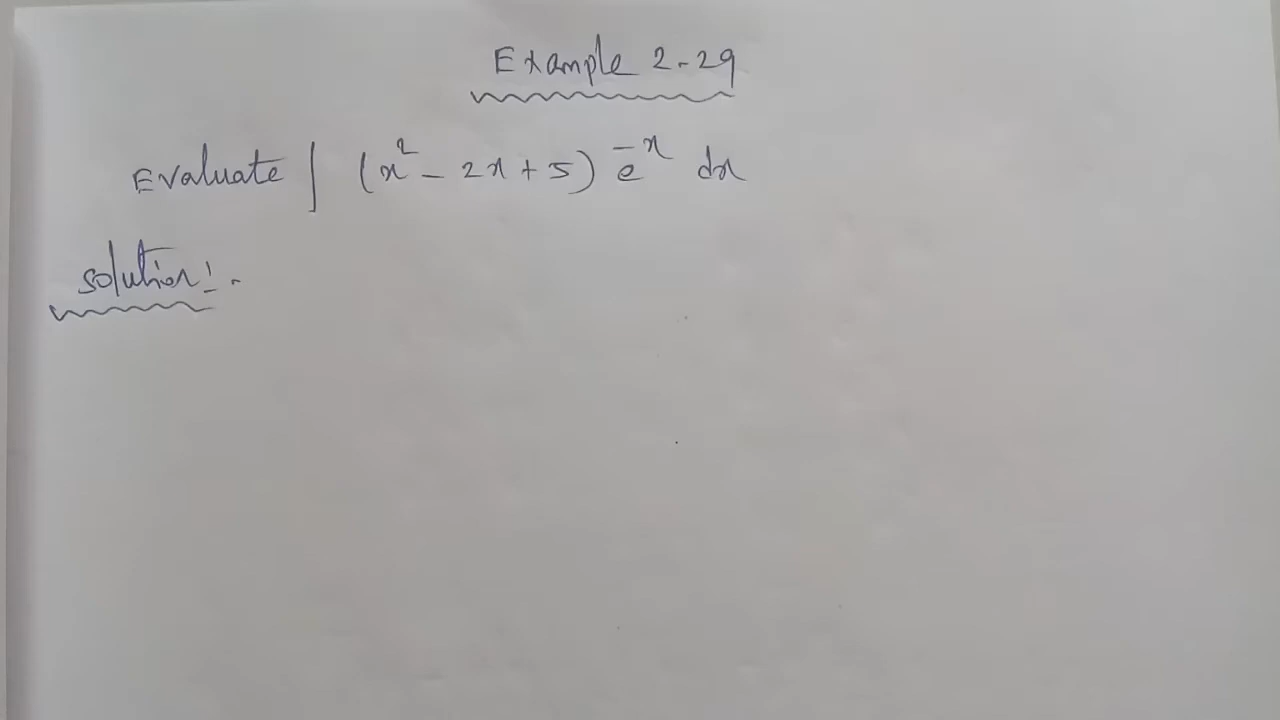 Example 2.29
Evaluate ∫ (x² - 2x + 5) e⁻ˣ dx
Solution:-